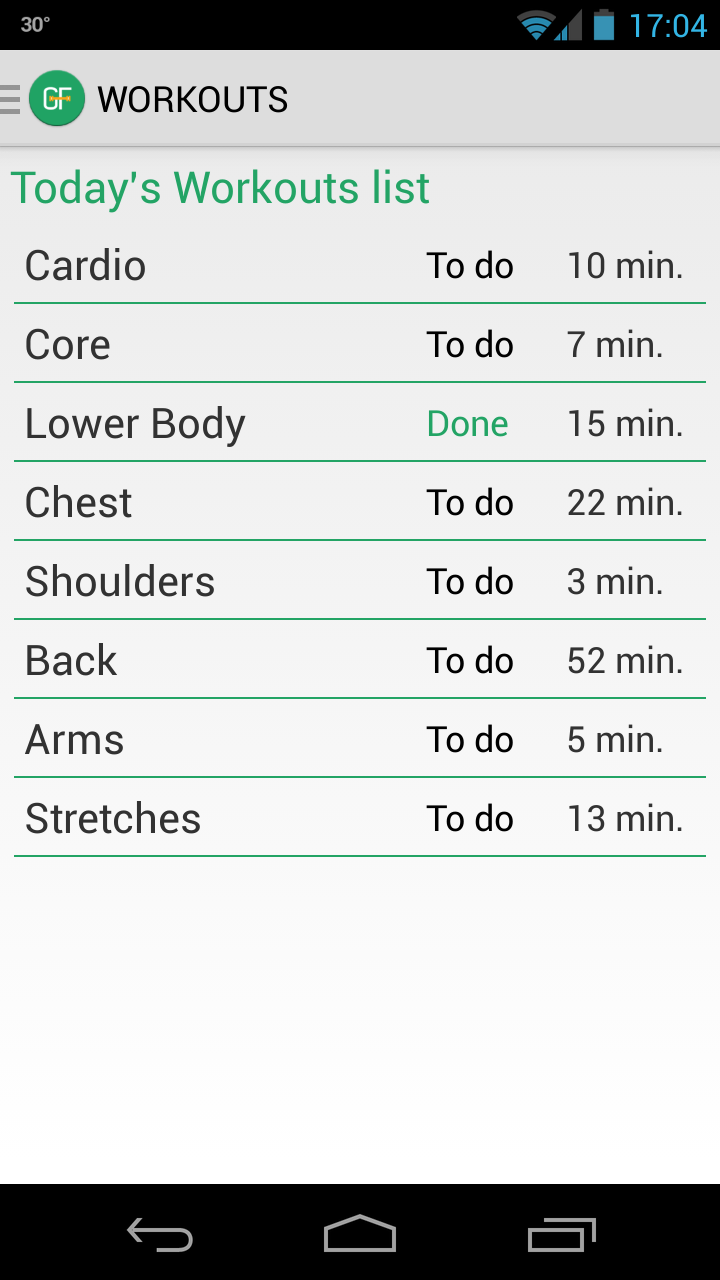 30°
17:04
GF
WORKOUTS
Today's Workouts list
Cardio To do 10 min.
Core To do 7 min.
Lower Body Done 15 min.
Chest To do 22 min.
Shoulders To do 3 min.
Back To do 52 min.
Arms To do 5 min.
Stretches To do 13 min.